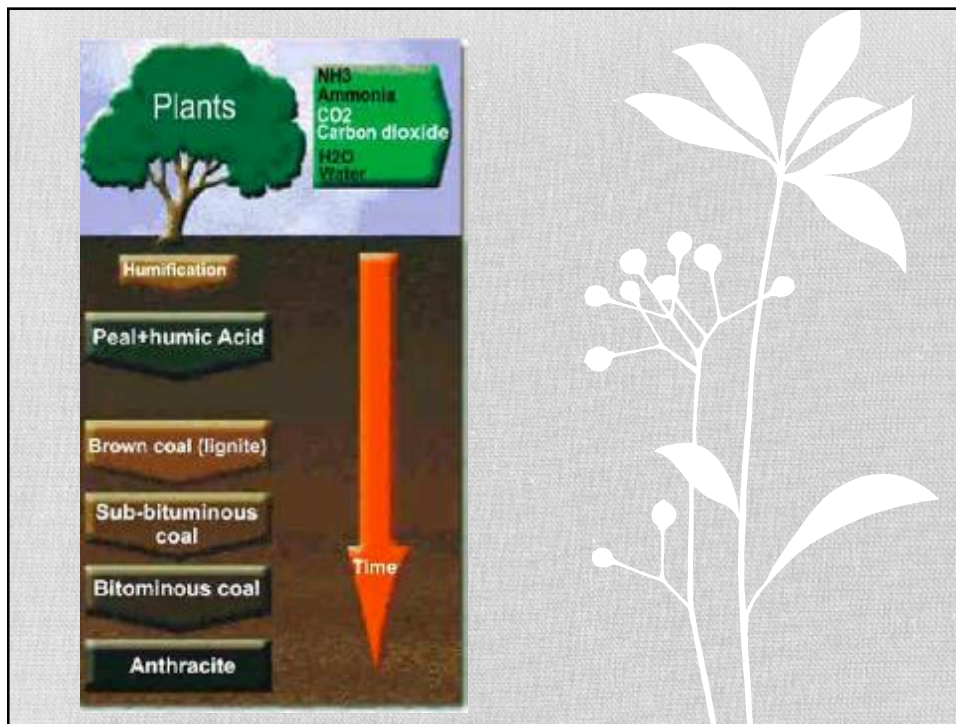 Plants
NH3
Ammonia
CO2
Carbon dioxide
H2O
Water
Humification
Peal+humic Acid
Brown coal (lignite)
Sub-bituminous
coal
Time
Bitominous coal
Anthracite